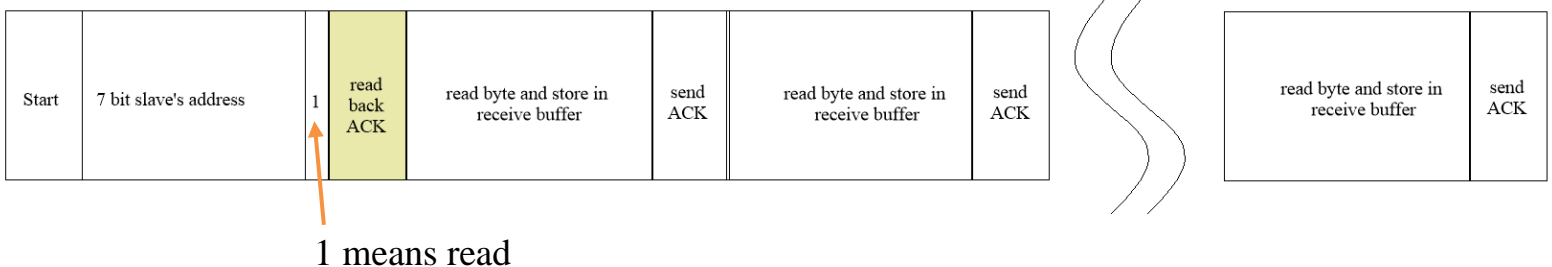 Start
7 bit slave's address
1
read
back
ACK
read byte and store in
receive buffer
send
ACK
read byte and store in
receive buffer
send
ACK
read byte and store in
receive buffer
send
ACK
1 means read